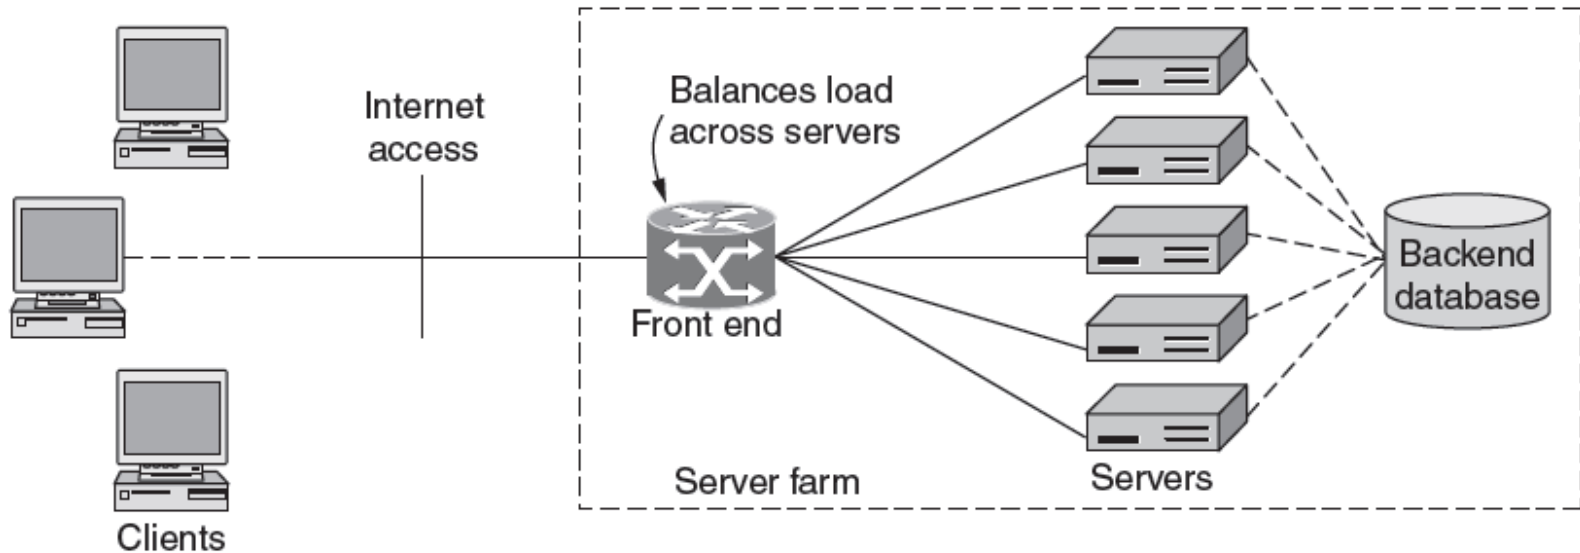 Internet
access
Balances load
across servers
Front end
Backend
database
Server farm
Servers
Clients